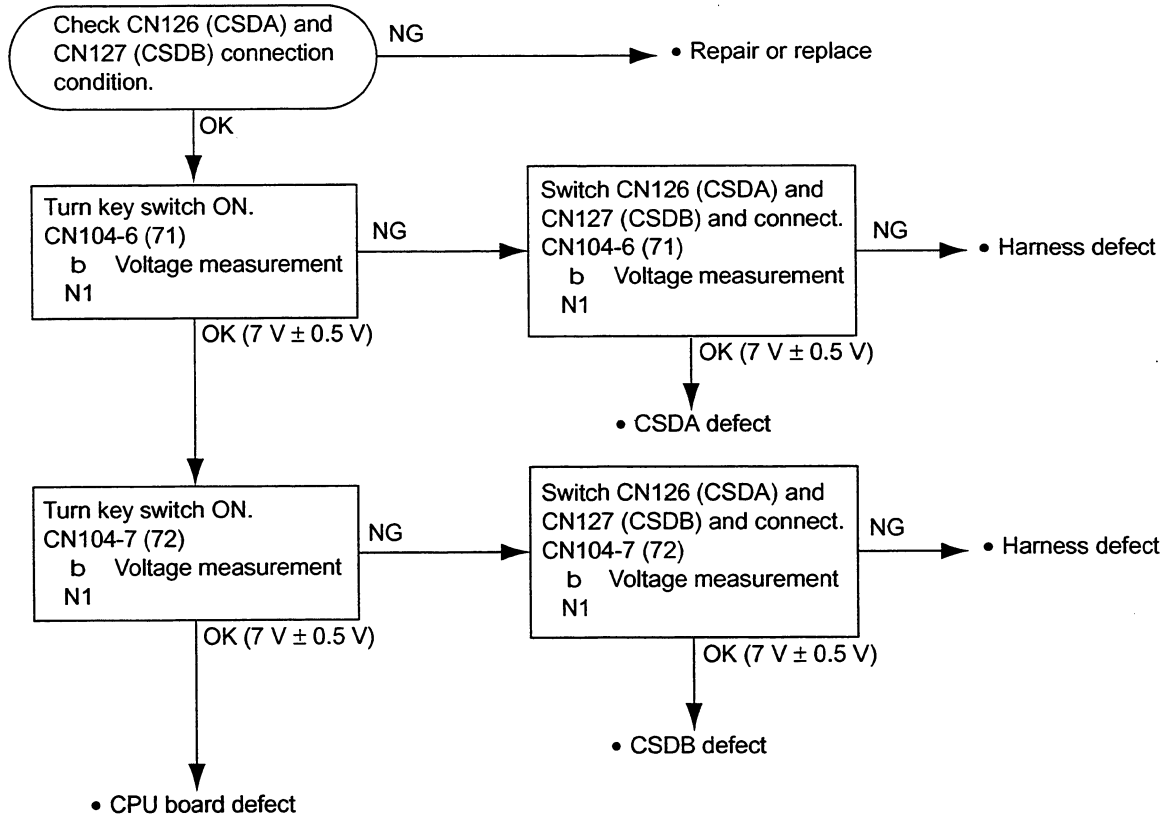 Check CN126 (CSDA) and
CN127 (CSDB) connection
condition.
NG
• Repair or replace
OK
Turn key switch ON.
CN104-6 (71)
b Voltage measurement
N1
NG
Switch CN126 (CSDA) and
CN127 (CSDB) and connect.
CN104-6 (71)
b Voltage measurement
N1
NG
• Harness defect
OK (7 V ± 0.5 V)
OK (7 V ± 0.5 V)
• CSDA defect
Turn key switch ON.
CN104-7 (72)
b Voltage measurement
N1
NG
Switch CN126 (CSDA) and
CN127 (CSDB) and connect.
CN104-7 (72)
b Voltage measurement
N1
NG
• Harness defect
OK (7 V ± 0.5 V)
OK (7 V ± 0.5 V)
• CSDB defect
• CPU board defect